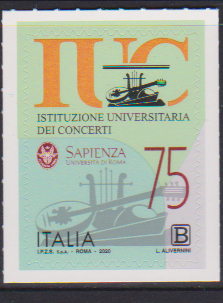 IUC
ISTITUZIONE UNIVERSITARIA
DEI CONCERTI
SAPIENZA
UNIVERSITÀ DI ROMA
75
ITALIA
B
I.P.Z.S. S.p.A. - ROMA - 2020
L. ALIVERNINI